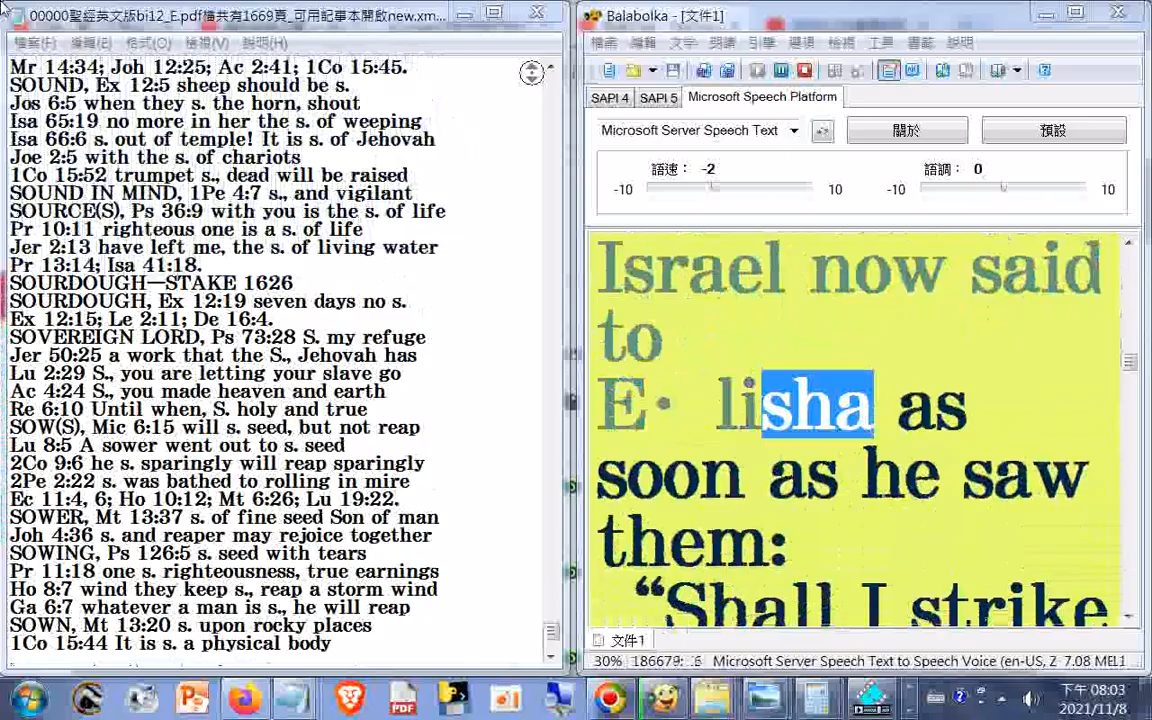 00000聖經英文版bi12_E.pdf檔共有1669頁_可用記事本開啟new.xm...
檔案(F) 編輯(E) 格式(O) 檢視(V) 說明(H)
Mr 14:34; Joh 12:25; Ac 2:41; 1Co 15:45.
SOUND, Ex 12:5 sheep should be s.
Jos 6:5 when they s. the horn, shout
Isa 65:19 no more in her the s. of weeping
Isa 66:6 s. out of temple! It is s. of Jehovah
Joe 2:5 with the s. of chariots
1Co 15:52 trumpet s., dead will be raised
SOUND IN MIND, 1Pe 4:7 s., and vigilant
SOURCE(S), Ps 36:9 with you is the s. of life
Pr 10:11 righteous one is a s. of life
Jer 2:13 have left me, the s. of living water
Pr 13:14; Isa 41:18.
SOURDOUGH—STAKE 1626
SOURDOUGH, Ex 12:19 seven days no s.
Ex 12:15; Le 2:11; De 16:4.
SOVEREIGN LORD, Ps 73:28 S. my refuge
Jer 50:25 a work that the S., Jehovah has
Lu 2:29 S., you are letting your slave go
Ac 4:24 S., you made heaven and earth
Re 6:10 Until when, S. holy and true
SOW(S), Mic 6:15 will s. seed, but not reap
Lu 8:5 A sower went out to s. seed
2Co 9:6 he s. sparingly will reap sparingly
2Pe 2:22 s. was bathed to rolling in mire
Ec 11:4, 6; Ho 10:12; Mt 6:26; Lu 19:22.
SOWER, Mt 13:37 s. of fine seed Son of man
Joh 4:36 s. and reaper may rejoice together
SOWING, Ps 126:5 s. seed with tears
Pr 11:18 one s. righteousness, true earnings
Ho 8:7 wind they keep s., reap a storm wind
Ga 6:7 whatever a man is s., he will reap
SOWN, Mt 13:20 s. upon rocky places
1Co 15:44 It is s. a physical body
Balabolka - [文件1]
檔案 編輯 文字 朗讀 引擎 選項 檢視 工具 書籤 說明
SAPI 4 SAPI 5 Microsoft Speech Platform
Microsoft Server Speech Text 關於 預設
語速： -2 語調： 0
-10 10 -10 10
Israel now said
to
E· lisha as
soon as he saw
them:
“Shall I strike
文件1
30% Microsoft Server Speech Text to Speech Voice (en-US, Z 7.08
PDF
下午 08:03
2021/11/8